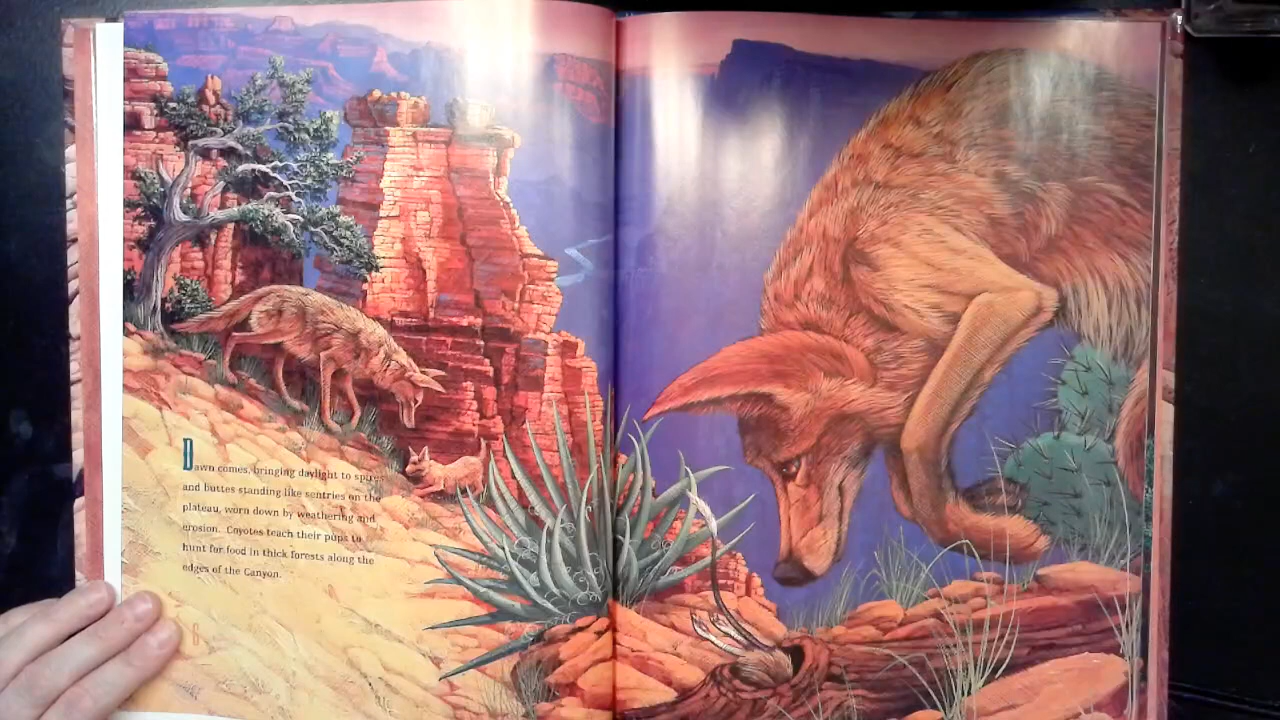 Dawn comes, bringing daylight to spires
and buttes standing like sentries on the
plateau, worn down by weathering and
erosion. Coyotes teach their pups to
hunt for food in thick forests along the
edges of the Canyon.